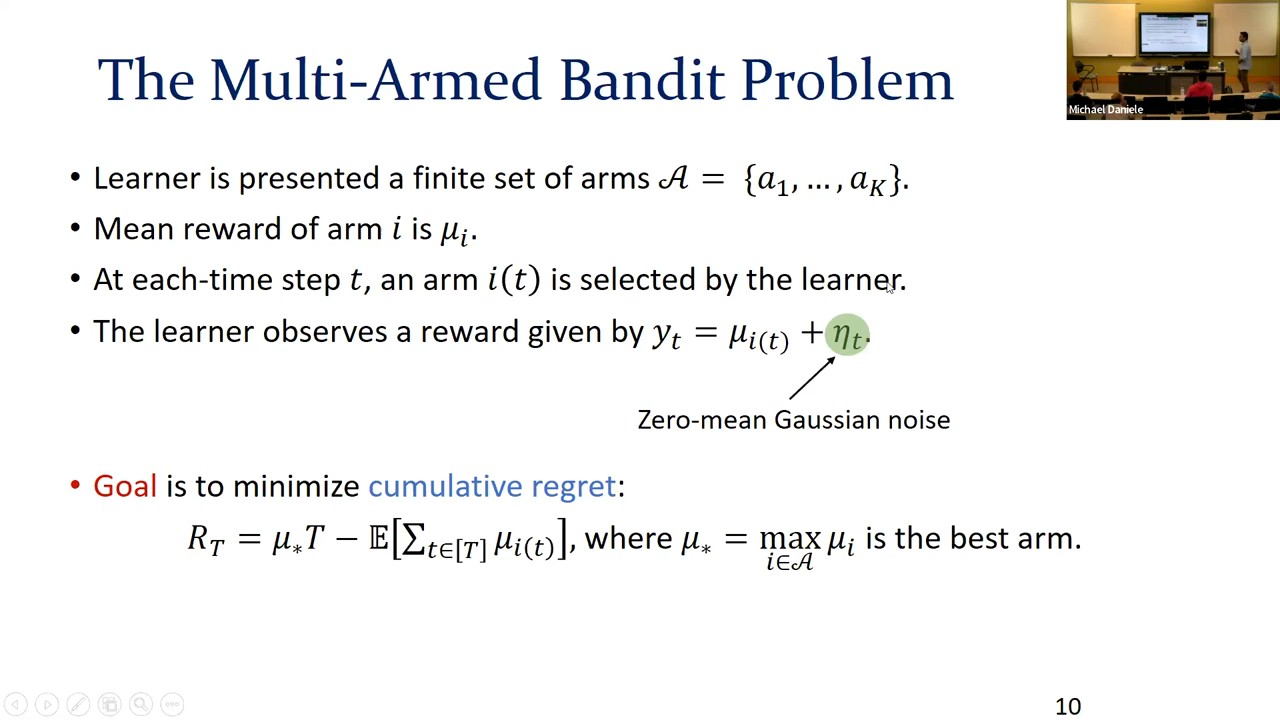 The Multi-Armed Bandit Problem
Michael Daniele
• Learner is presented a finite set of arms 𝒜 = {a₁, …, a_K}.
• Mean reward of arm i is μᵢ.
• At each-time step t, an arm i(t) is selected by the learner.
• The learner observes a reward given by y_t = μ_{i(t)} + η_t.
Zero-mean Gaussian noise
• Goal is to minimize cumulative regret:
R_T = μ_* T − 𝔼[∑_{t∈[T]} μ_{i(t)}], where μ_* = max_{i∈𝒜} μᵢ is the best arm.
10